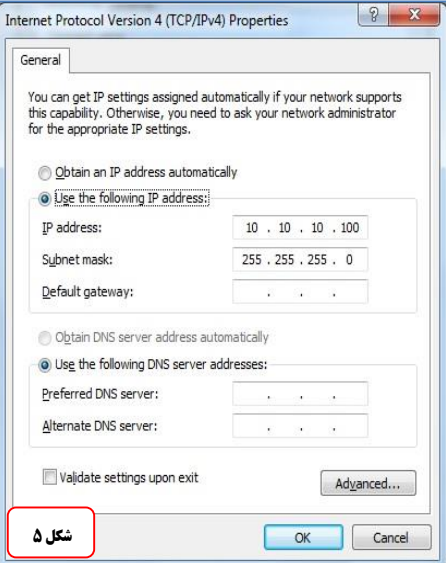 Internet Protocol Version 4 (TCP/IPv4) Properties
General
You can get IP settings assigned automatically if your network supports
this capability. Otherwise, you need to ask your network administrator
for the appropriate IP settings.
Obtain an IP address automatically
Use the following IP address:
IP address: 10 . 10 . 10 . 100
Subnet mask: 255 . 255 . 255 . 0
Default gateway: . . .
Obtain DNS server address automatically
Use the following DNS server addresses:
Preferred DNS server: . . .
Alternate DNS server: . . .
Validate settings upon exit
Advanced...
شکل ۵
OK Cancel